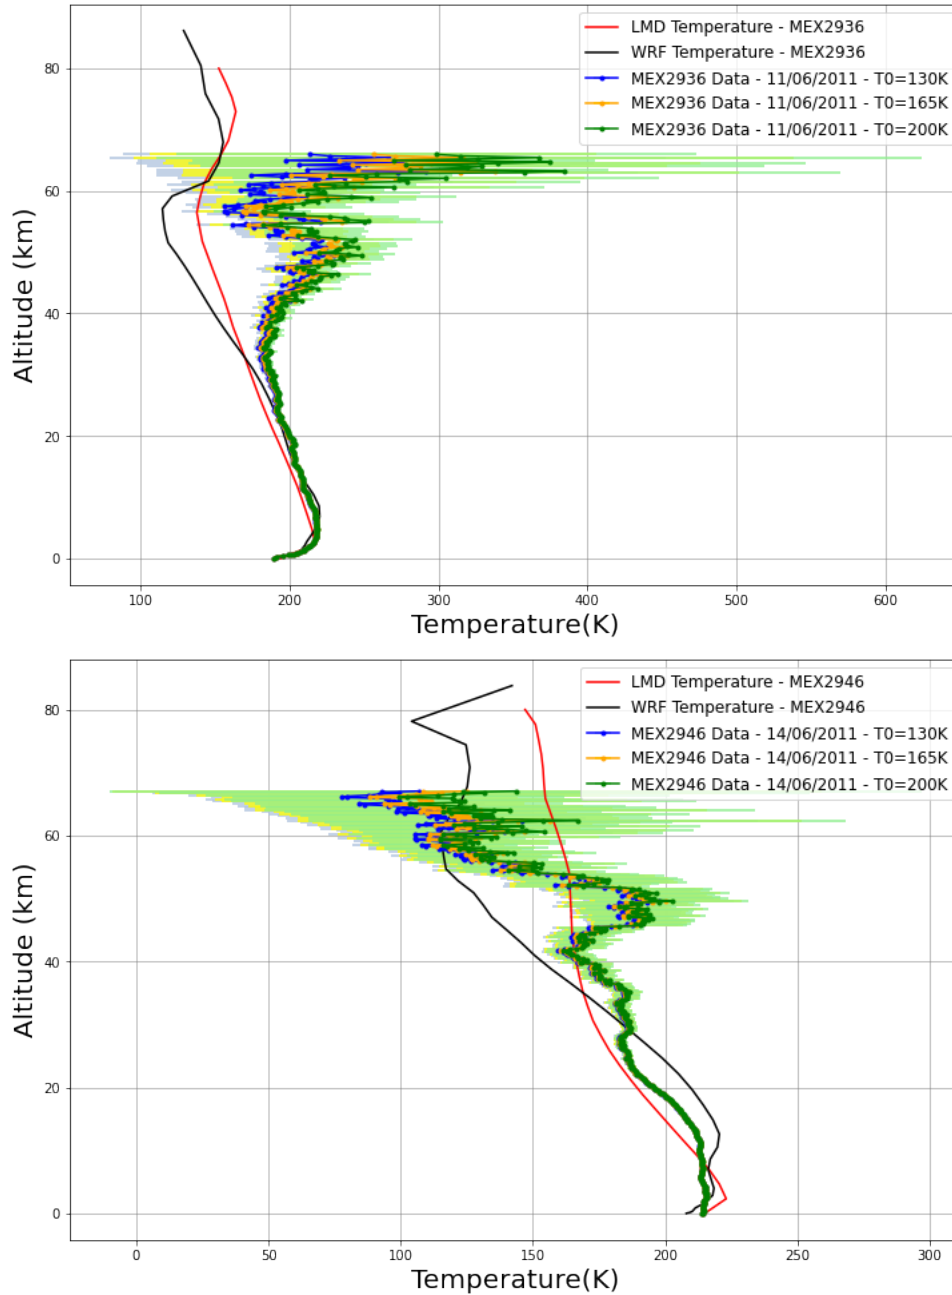 LMD Temperature - MEX2936
WRF Temperature - MEX2936
MEX2936 Data - 11/06/2011 - T0=130K
MEX2936 Data - 11/06/2011 - T0=165K
MEX2936 Data - 11/06/2011 - T0=200K
80
60
40
20
0
Altitude (km)
100 200 300 400 500 600
Temperature(K)
LMD Temperature - MEX2946
WRF Temperature - MEX2946
MEX2946 Data - 14/06/2011 - T0=130K
MEX2946 Data - 14/06/2011 - T0=165K
MEX2946 Data - 14/06/2011 - T0=200K
80
60
40
20
0
Altitude (km)
0 50 100 150 200 250 300
Temperature(K)